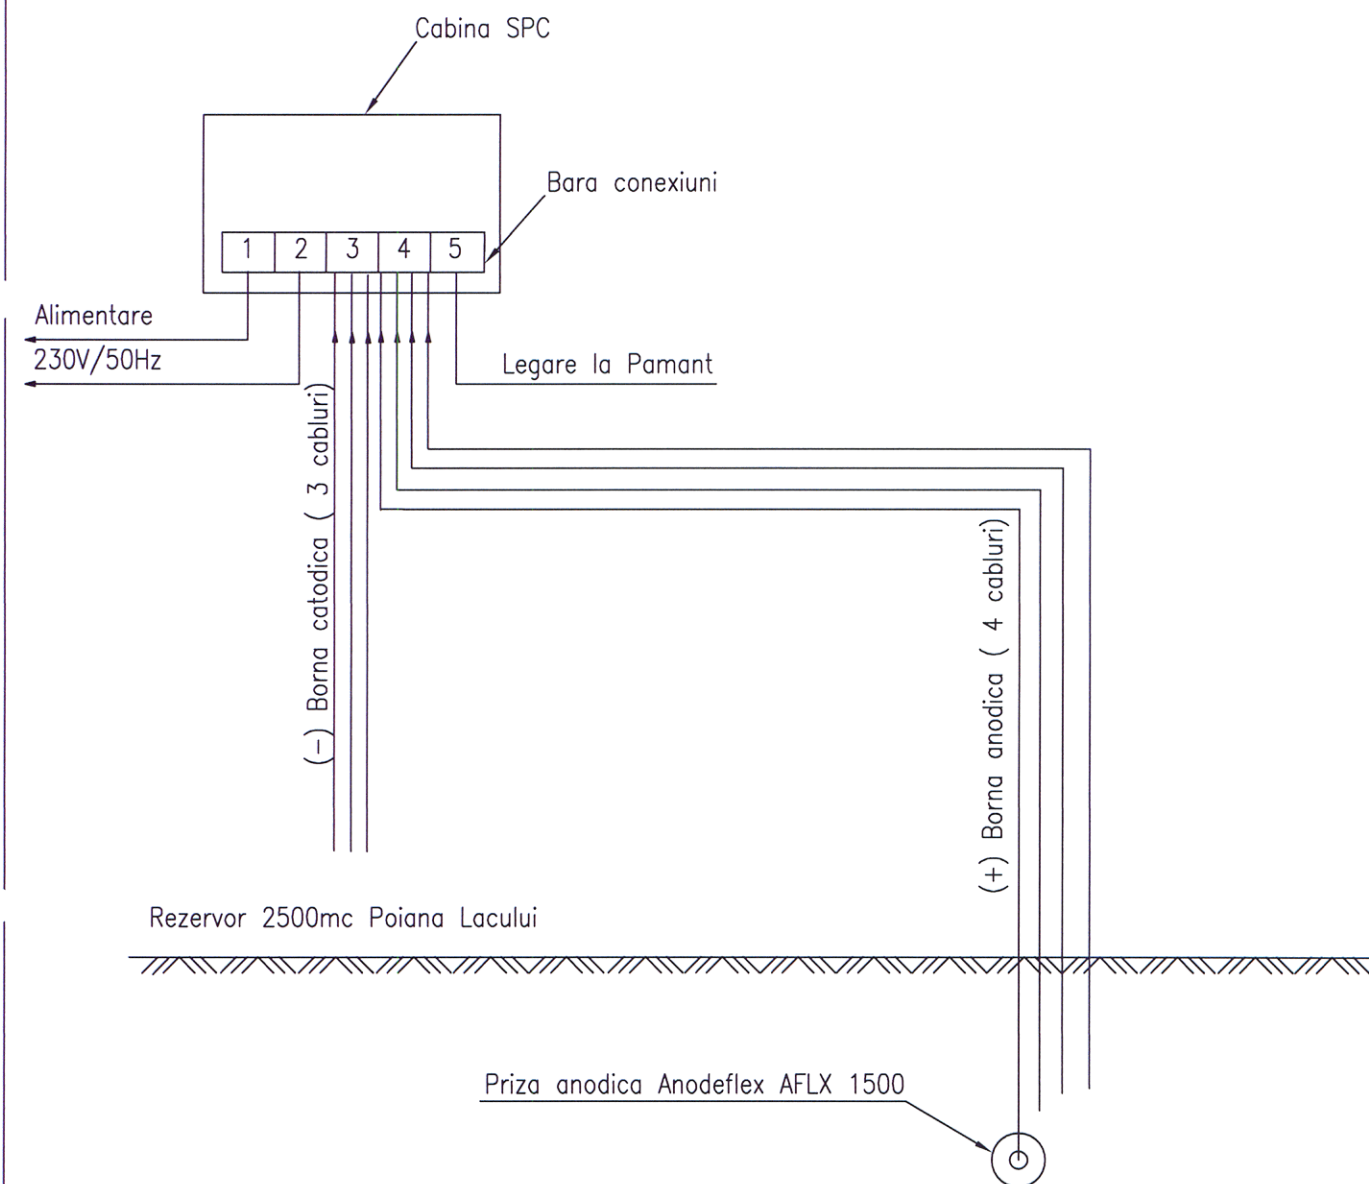 Cabina SPC
Bara conexiuni
1 2 3 4 5
Alimentare
230V/50Hz
Legare la Pamant
(-) Borna catodica ( 3 cabluri)
(+) Borna anodica ( 4 cabluri)
Rezervor 2500mc Poiana Lacului
Priza anodica Anodeflex AFLX 1500